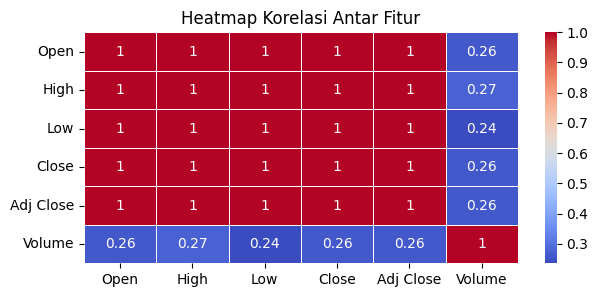 Heatmap Korelasi Antar Fitur
Open 1 1 1 1 1 0.26
High 1 1 1 1 1 0.27
Low 1 1 1 1 1 0.24
Close 1 1 1 1 1 0.26
Adj Close 1 1 1 1 1 0.26
Volume 0.26 0.27 0.24 0.26 0.26 1
Open High Low Close Adj Close Volume
1.0
0.9
0.8
0.7
0.6
0.5
0.4
0.3